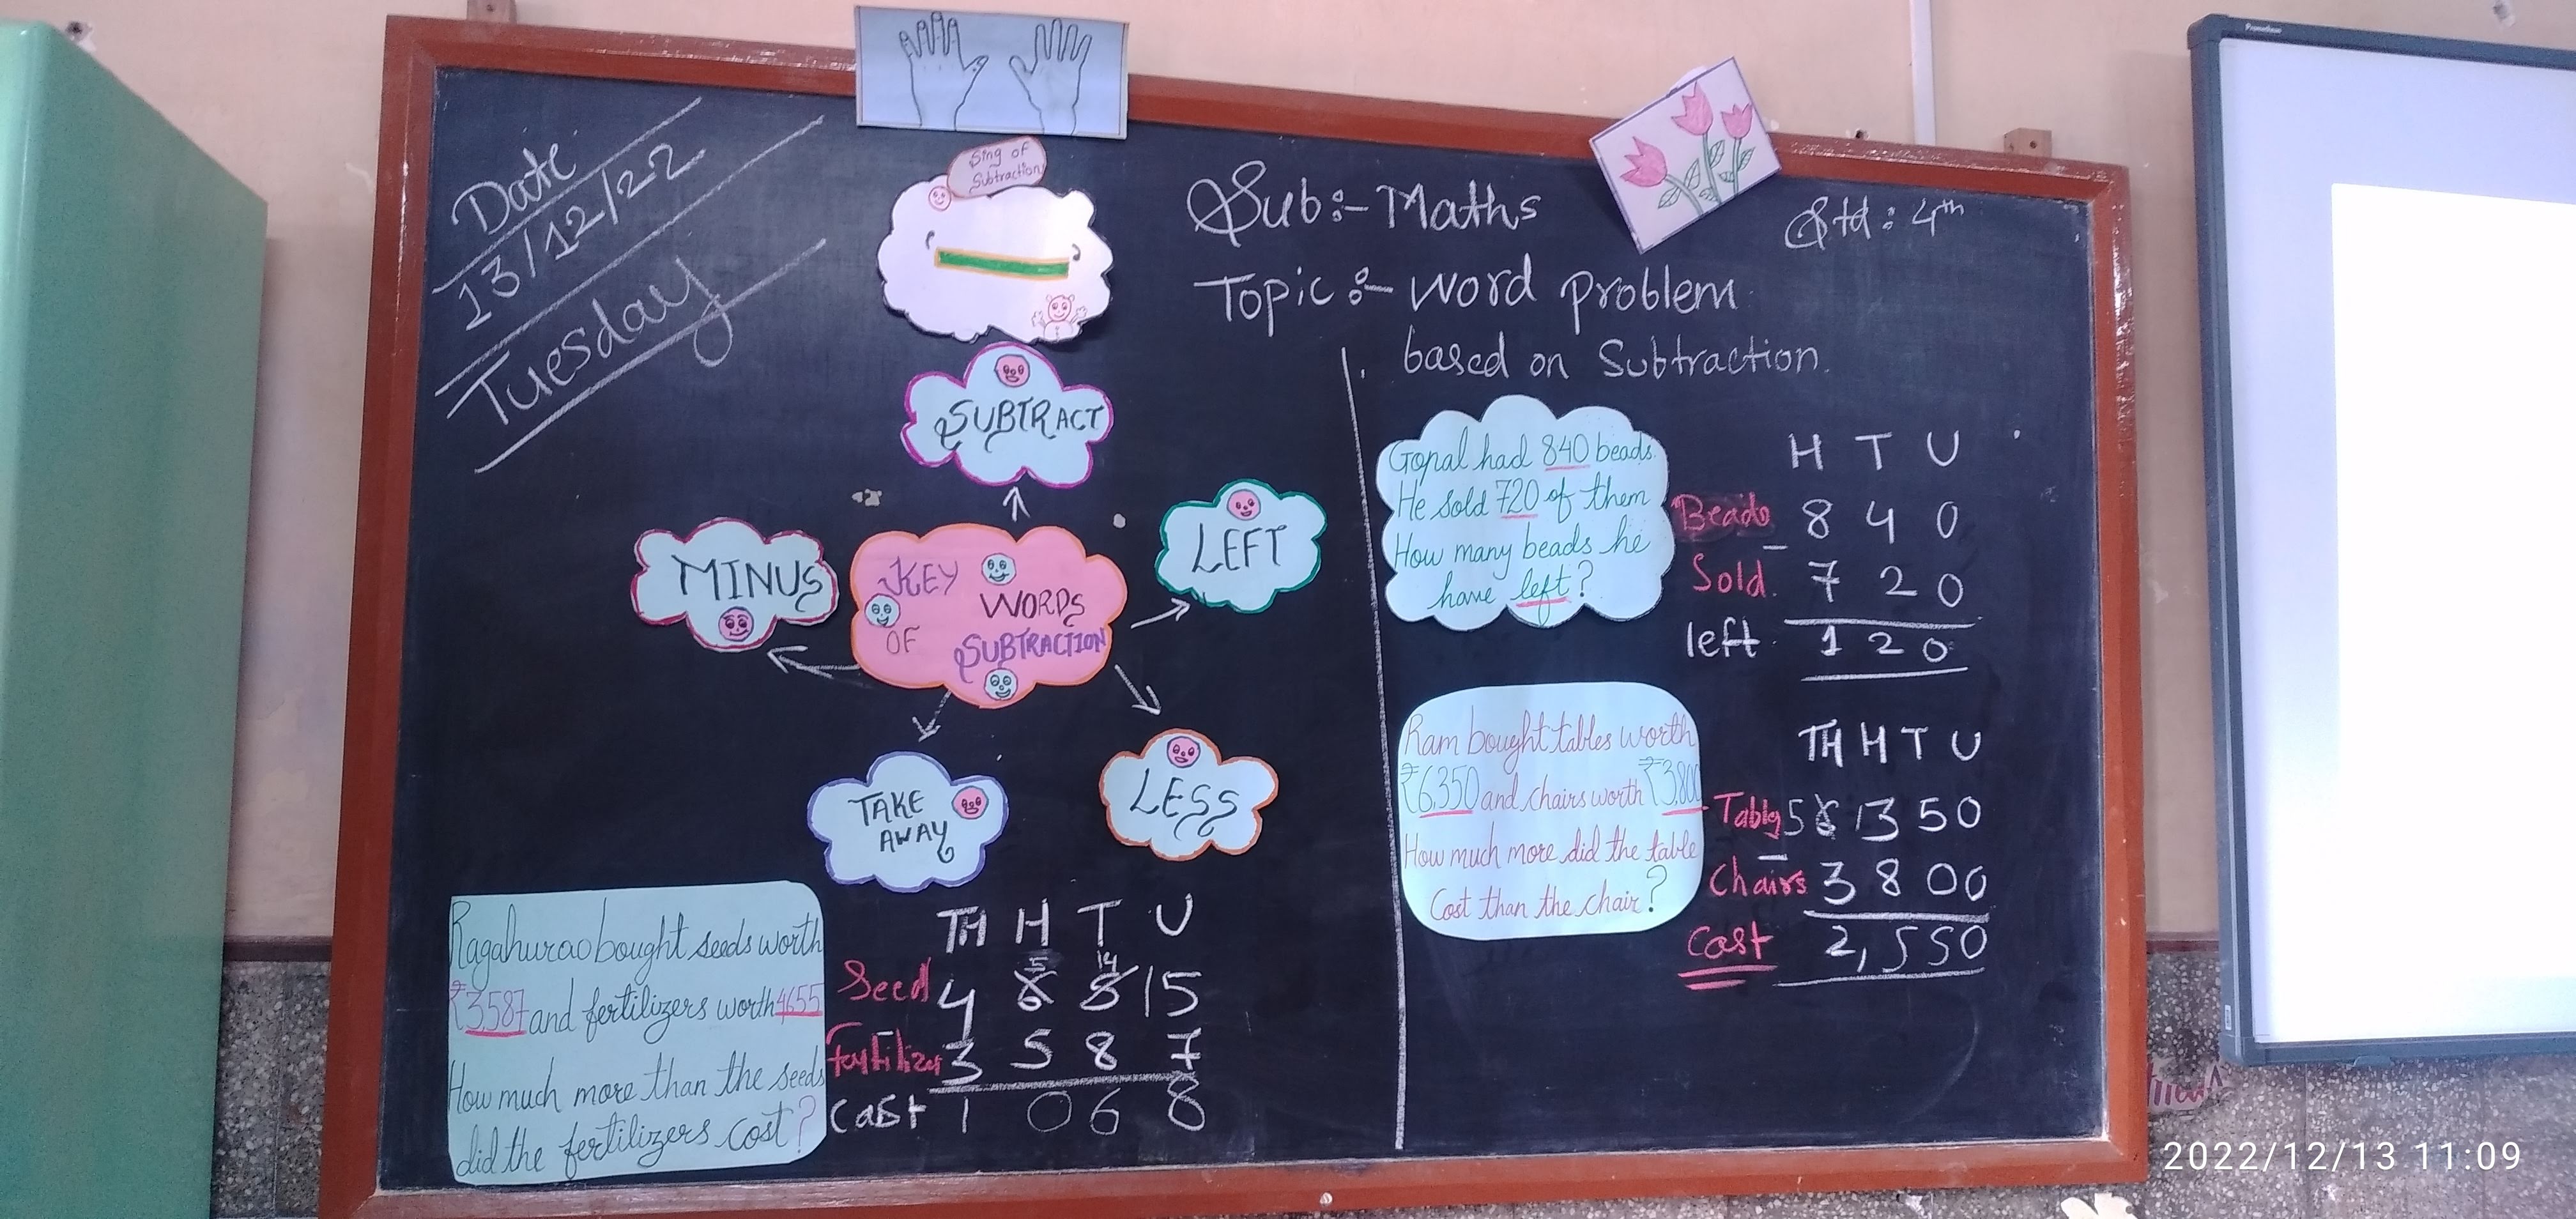 Date
13/12/22
Tuesday
Sing of
Subtraction
Sub:- Maths
Std: 4th
Topic:- Word problem
based on Subtraction.
SUBTRACT
MINUS
LEFT
KEY
WORDS
OF
SUBTRACTION
TAKE
AWAY
LESS
Ragahurao bought seeds worth
₹3,587 and fertilizers worth 4655
How much more than the seeds
did the fertilizers cost?
TH H T U
5 14
Seed 4 6 5 15
Fertilizer 3 5 8 7
Cast 1 0 6 8
Gopal had 840 beads.
He sold 720 of them
How many beads he
have left?
H T U
Beads 8 4 0
−
Sold. 7 2 0
left 1 2 0
Ram bought tables worth
₹6,350 and chairs worth ₹3,800
How much more did the table
Cost than the chair?
TH H T U
Table 5 6 13 5 0
−
Chairs 3 8 0 0
Cost 2,550
Promethean
2022/12/13 11:09